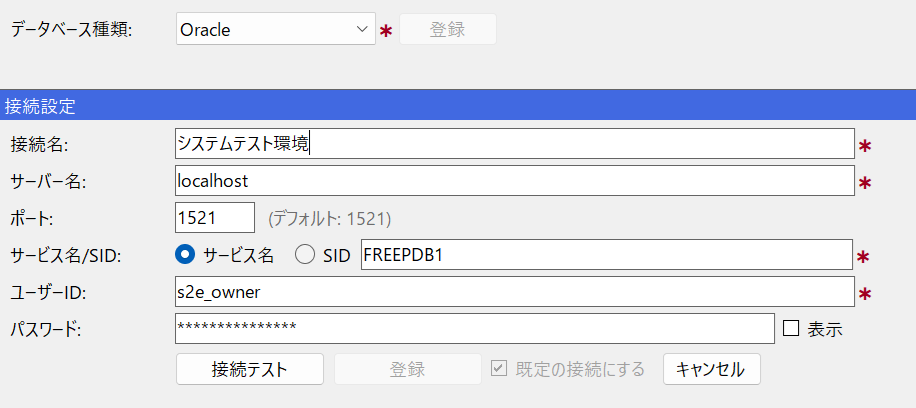 データベース種類: Oracle * 登録
接続設定
接続名: システムテスト環境 *
サーバー名: localhost *
ポート: 1521 (デフォルト: 1521)
サービス名/SID: サービス名 SID FREEPDB1 *
ユーザーID: s2e_owner *
パスワード: *************** 表示
接続テスト 登録 既定の接続にする キャンセル